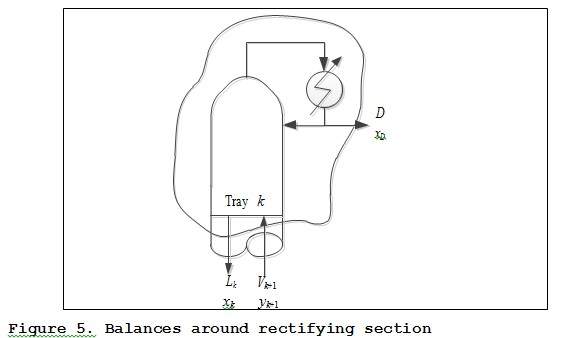 D
xD
Tray k
Lk Vk-1
xk yk-1
Figure 5. Balances around rectifying section